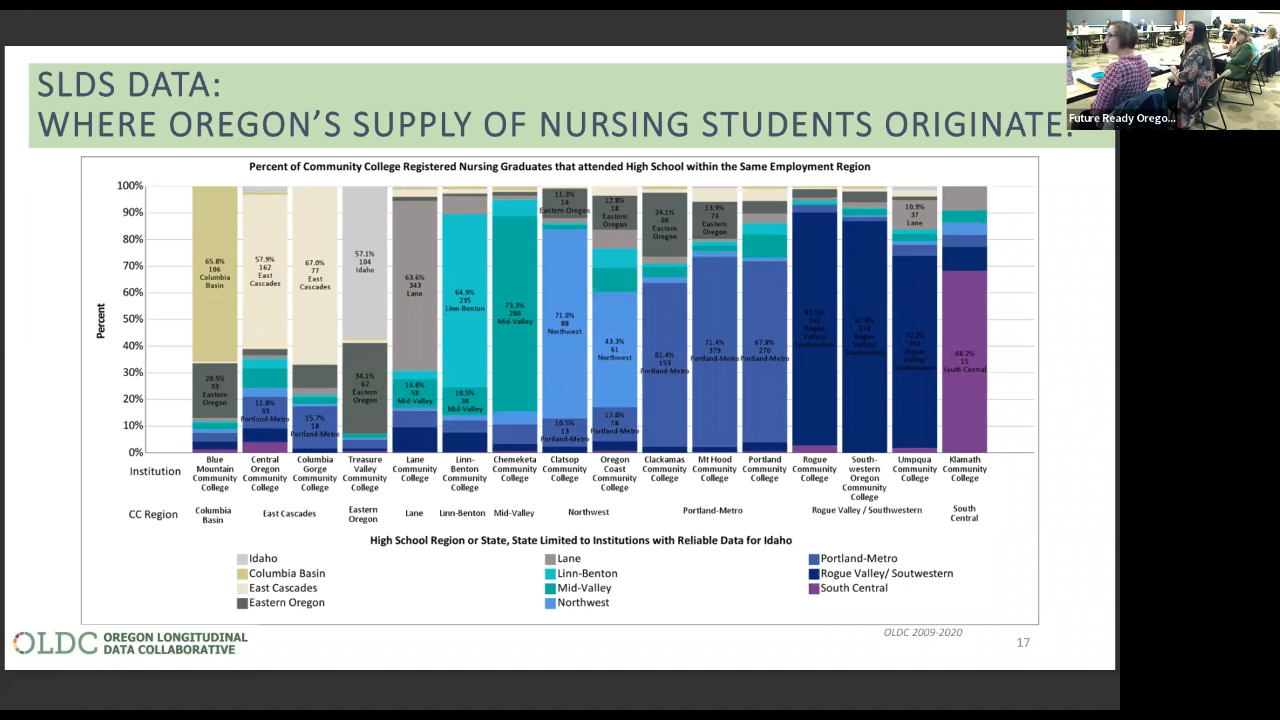 SLDS DATA:
WHERE OREGON'S SUPPLY OF NURSING STUDENTS ORIGINATE.
Future Ready Orego...
Percent of Community College Registered Nursing Graduates that attended High School within the Same Employment Region
Percent
100%
90%
80%
70%
60%
50%
40%
30%
20%
10%
0%
65.8%
106
Columbia
Basin
20.5%
33
Eastern
Oregon
57.9%
162
East
Cascades
11.8%
33
Portland-Metro
67.0%
77
East
Cascades
15.7%
18
Portland-Metro
57.1%
104
Idaho
34.1%
62
Eastern
Oregon
63.6%
343
Lane
10.8%
58
Mid-Valley
64.9%
235
Linn-Benton
10.5%
38
Mid-Valley
73.3%
Mid-Valley
11.3%
14
Eastern Oregon
71.0%
88
Northwest
10.5%
13
Portland-Metro
12.8%
18
Eastern
Oregon
43.3%
61
Northwest
12.8%
18
Portland-Metro
24.1%
60
Eastern
Oregon
61.4%
153
Portland-Metro
13.9%
74
Eastern
Oregon
71.4%
379
Portland-Metro
67.8%
270
Portland-Metro
Rogue
Valley/
Southwestern
174
Rogue
Valley/
Southwestern
10.9%
37
Lane
Rogue
Valley/
Southwestern
68.2%
15
South Central
Institution
Blue Mountain Community College
Central Oregon Community College
Columbia Gorge Community College
Treasure Valley Community College
Lane Community College
Linn-Benton Community College
Chemeketa Community College
Clatsop Community College
Oregon Coast Community College
Clackamas Community College
Mt Hood Community College
Portland Community College
Rogue Community College
South-western Oregon Community College
Umpqua Community College
Klamath Community College
CC Region
Columbia Basin
East Cascades
Eastern Oregon
Lane
Linn-Benton
Mid-Valley
Northwest
Portland-Metro
Rogue Valley / Southwestern
South Central
High School Region or State, State Limited to Institutions with Reliable Data for Idaho
Idaho
Columbia Basin
East Cascades
Eastern Oregon
Lane
Linn-Benton
Mid-Valley
Northwest
Portland-Metro
Rogue Valley/ Soutwestern
South Central
OLDC 2009-2020
17
OLDC OREGON LONGITUDINAL
DATA COLLABORATIVE